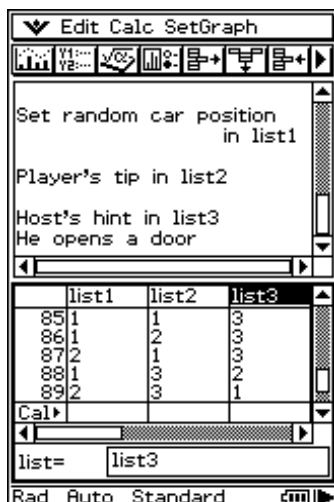 Edit Calc SetGraph
Y1:
Y2:
Set random car position
in list1
Player's tip in list2
Host's hint in list3
He opens a door
list1 list2 list3
85 1 1 3
86 1 2 3
87 2 1 3
88 1 3 2
89 2 3 1
Cal
list= list3
Rad Auto Standard